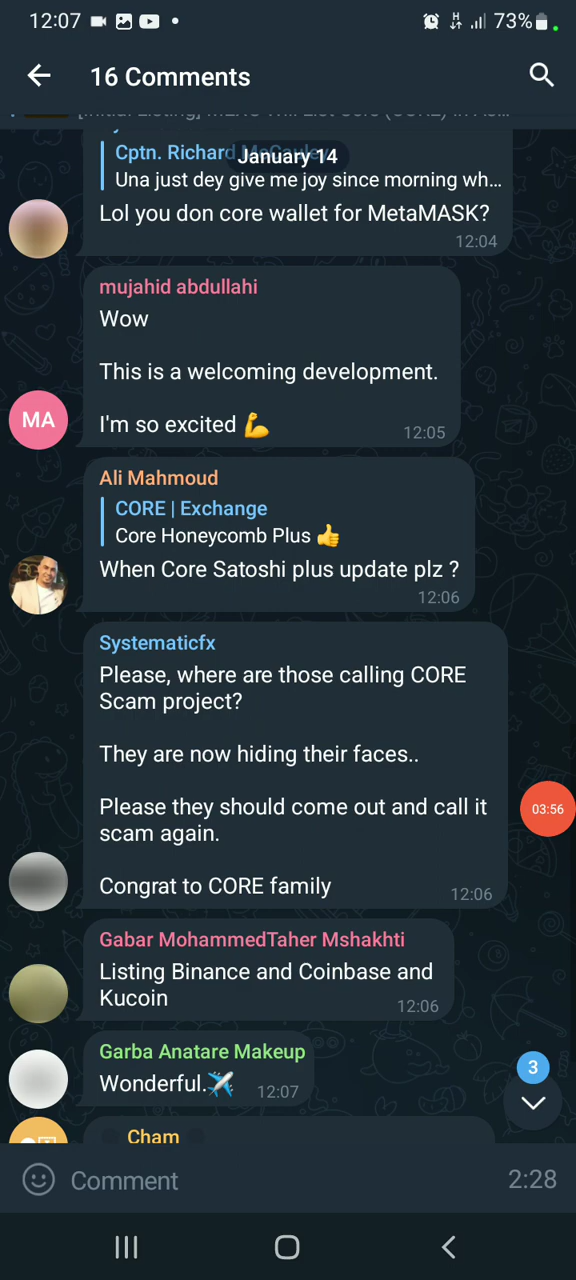 12:07
73%
16 Comments
Cptn. Richard
January 14
Una just dey give me joy since morning wh...
Lol you don core wallet for MetaMASK?
12:04
mujahid abdullahi
Wow
This is a welcoming development.
I'm so excited 💪
12:05
MA
Ali Mahmoud
CORE | Exchange
Core Honeycomb Plus 👍
When Core Satoshi plus update plz ?
12:06
Systematicfx
Please, where are those calling CORE
Scam project?
They are now hiding their faces..
Please they should come out and call it
scam again.
Congrat to CORE family
12:06
03:56
Gabar MohammedTaher Mshakhti
Listing Binance and Coinbase and
Kucoin
12:06
Garba Anatare Makeup
Wonderful.✈️
12:07
3
Cham
Comment
2:28